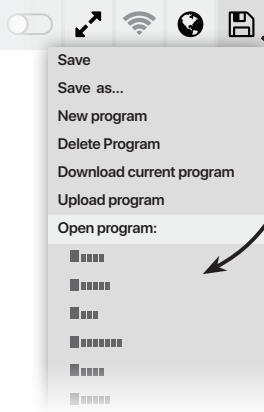 Save
Save as...
New program
Delete Program
Download current program
Upload program
Open program: